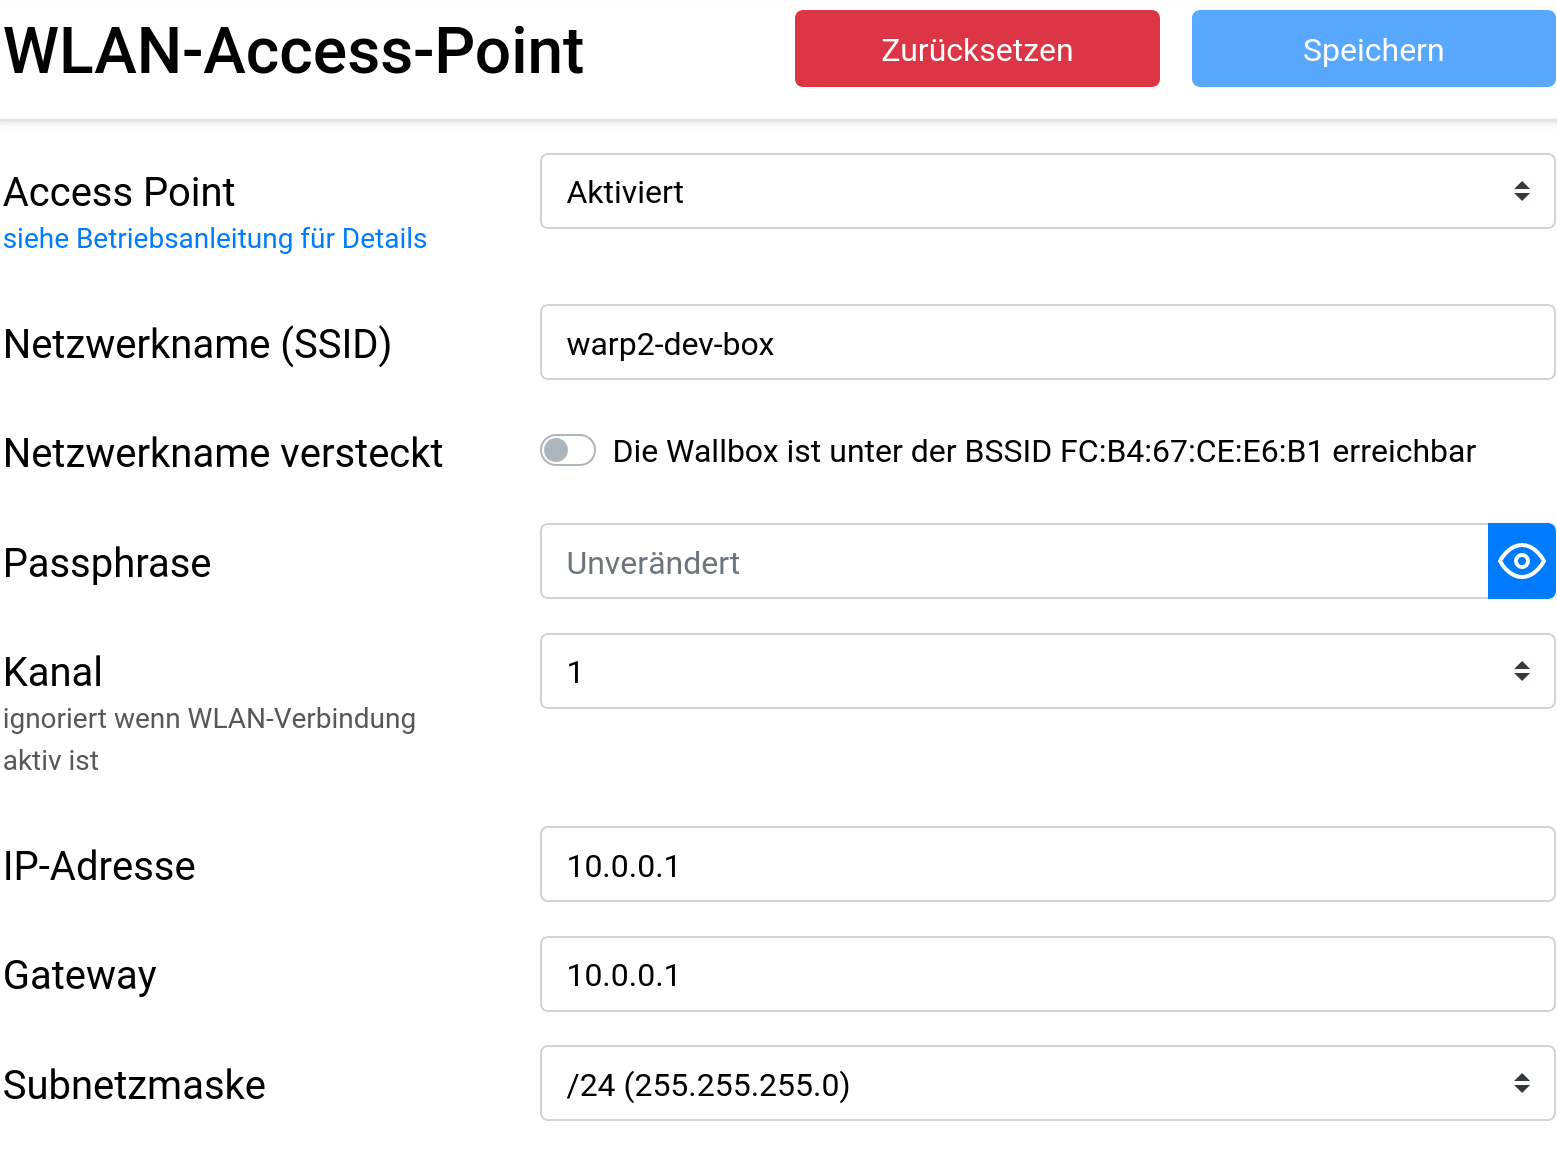 WLAN-Access-Point
Zurücksetzen
Speichern
Access Point
siehe Betriebsanleitung für Details
Aktiviert
Netzwerkname (SSID)
warp2-dev-box
Netzwerkname versteckt
Die Wallbox ist unter der BSSID FC:B4:67:CE:E6:B1 erreichbar
Passphrase
Unverändert
Kanal
ignoriert wenn WLAN-Verbindung
aktiv ist
1
IP-Adresse
10.0.0.1
Gateway
10.0.0.1
Subnetzmaske
/24 (255.255.255.0)